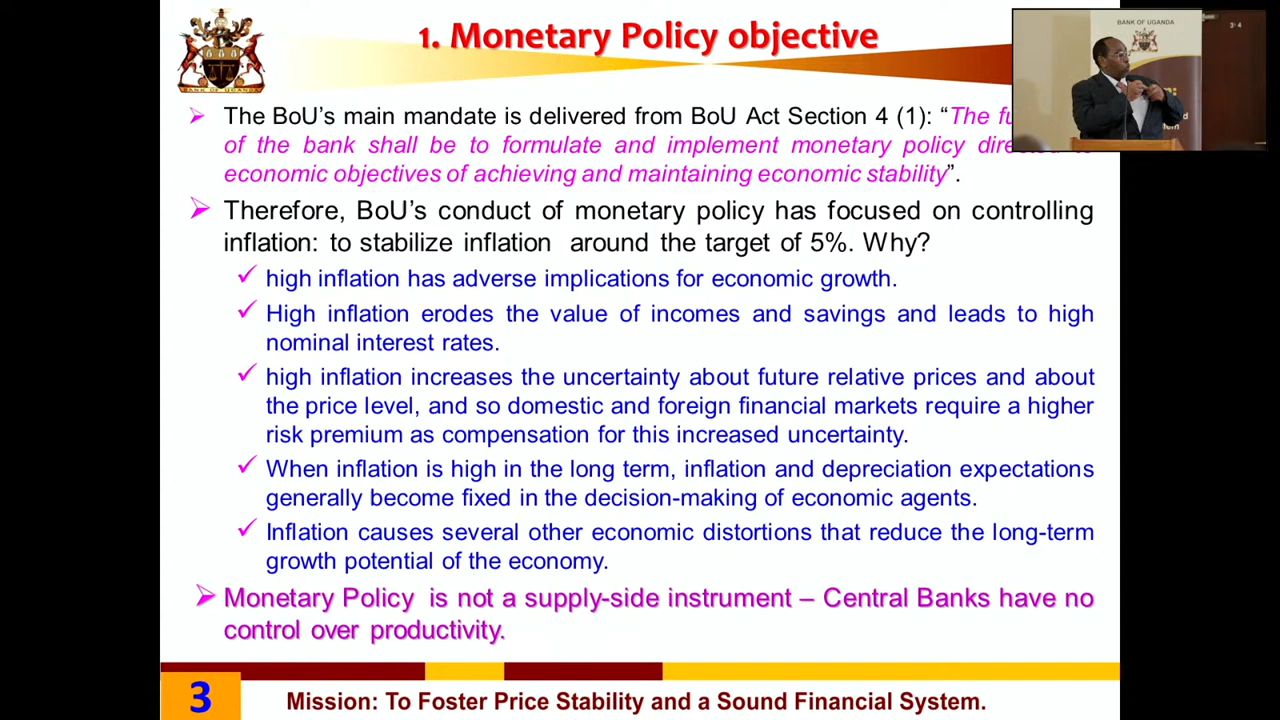 1. Monetary Policy objective
BANK OF UGANDA
The BoU's main mandate is delivered from BoU Act Section 4 (1): “The
of the bank shall be to formulate and implement monetary policy
economic objectives of achieving and maintaining economic stability”.
Therefore, BoU's conduct of monetary policy has focused on controlling
inflation: to stabilize inflation around the target of 5%. Why?
high inflation has adverse implications for economic growth.
High inflation erodes the value of incomes and savings and leads to high
nominal interest rates.
high inflation increases the uncertainty about future relative prices and about
the price level, and so domestic and foreign financial markets require a higher
risk premium as compensation for this increased uncertainty.
When inflation is high in the long term, inflation and depreciation expectations
generally become fixed in the decision-making of economic agents.
Inflation causes several other economic distortions that reduce the long-term
growth potential of the economy.
Monetary Policy is not a supply-side instrument – Central Banks have no
control over productivity.
3
Mission: To Foster Price Stability and a Sound Financial System.
BANK OF UGANDA